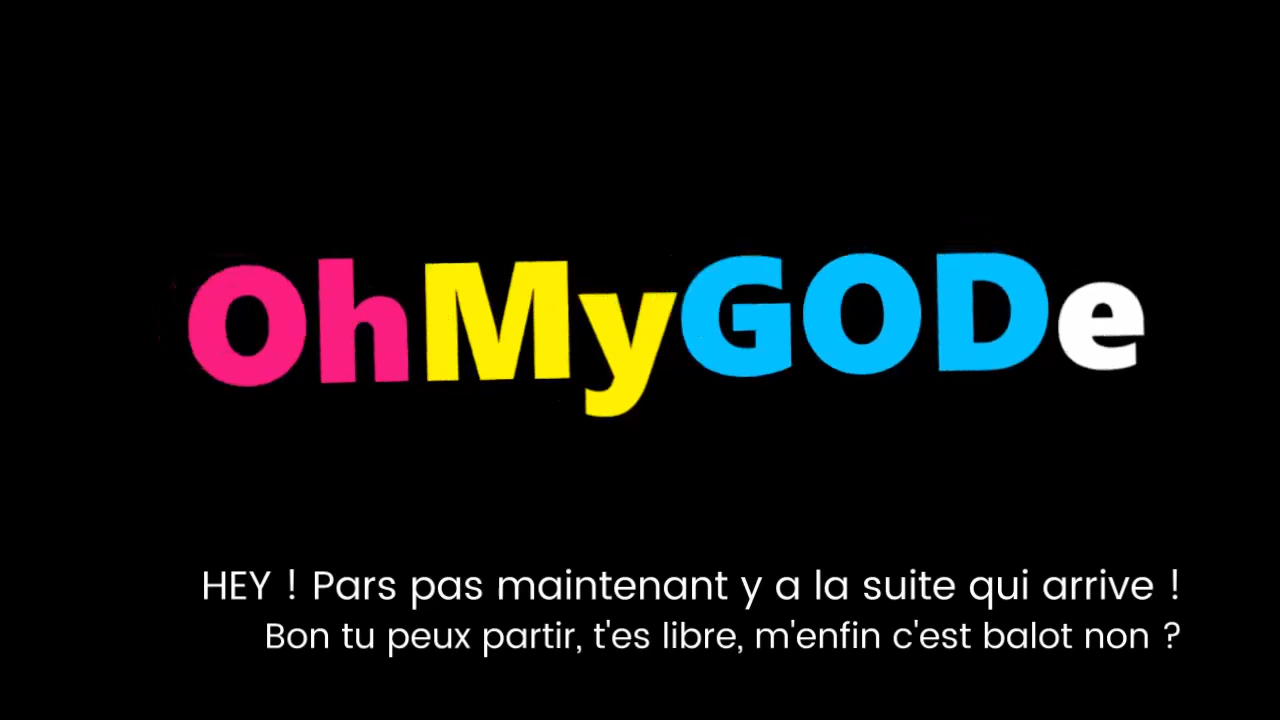 OhMyGODe
HEY ! Pars pas maintenant y a la suite qui arrive !
Bon tu peux partir, t'es libre, m'enfin c'est balot non ?